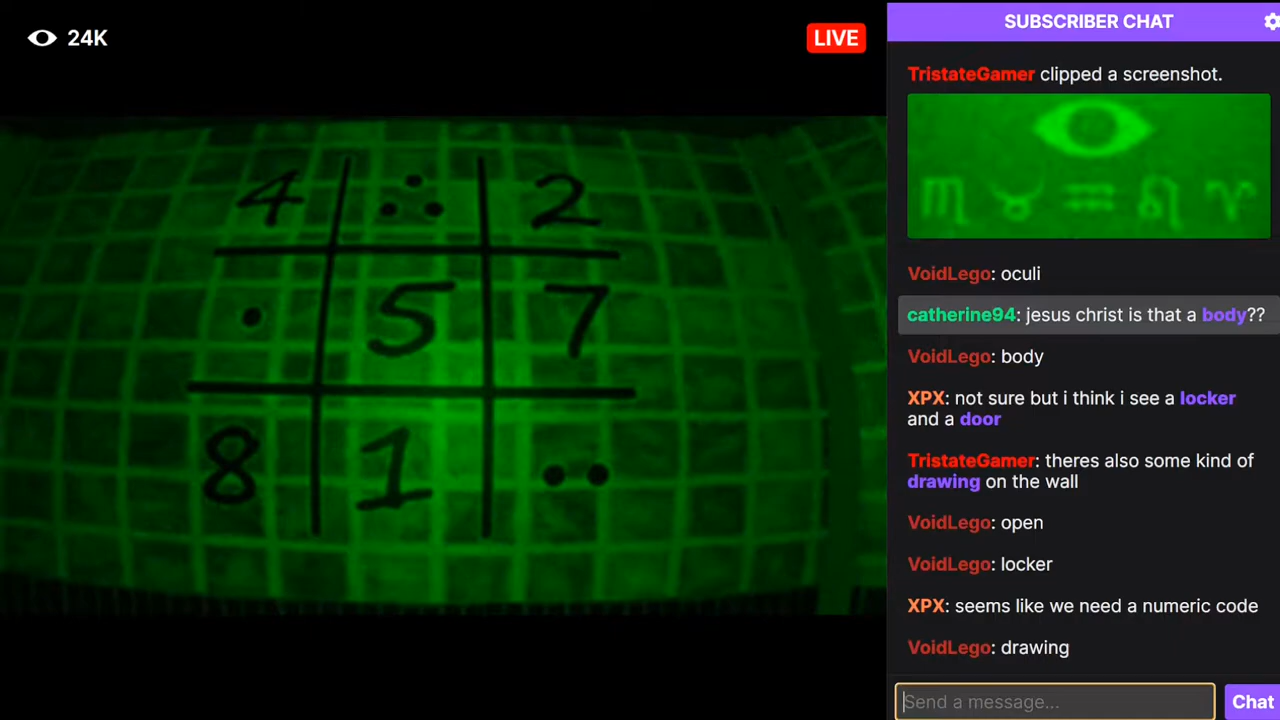 24K
LIVE
4 2
5 7
8 1
SUBSCRIBER CHAT
TristateGamer clipped a screenshot.
♏ ♉ ♒ ♌ ♈
VoidLego: oculi
catherine94: jesus christ is that a body??
VoidLego: body
XPX: not sure but i think i see a locker
and a door
TristateGamer: theres also some kind of
drawing on the wall
VoidLego: open
VoidLego: locker
XPX: seems like we need a numeric code
VoidLego: drawing
Send a message...
Chat